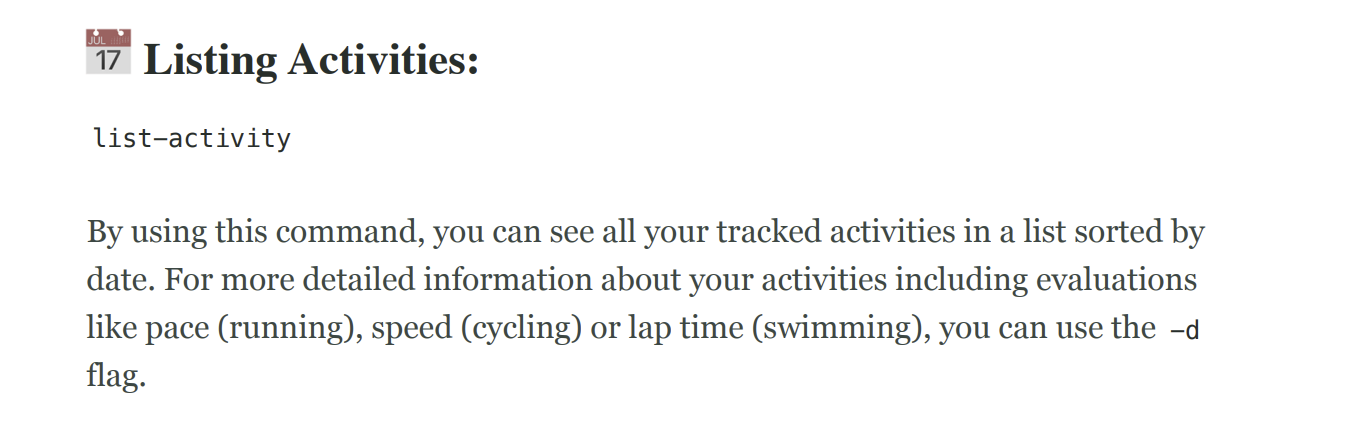 JUL
17
Listing Activities:
list-activity
By using this command, you can see all your tracked activities in a list sorted by
date. For more detailed information about your activities including evaluations
like pace (running), speed (cycling) or lap time (swimming), you can use the -d
flag.